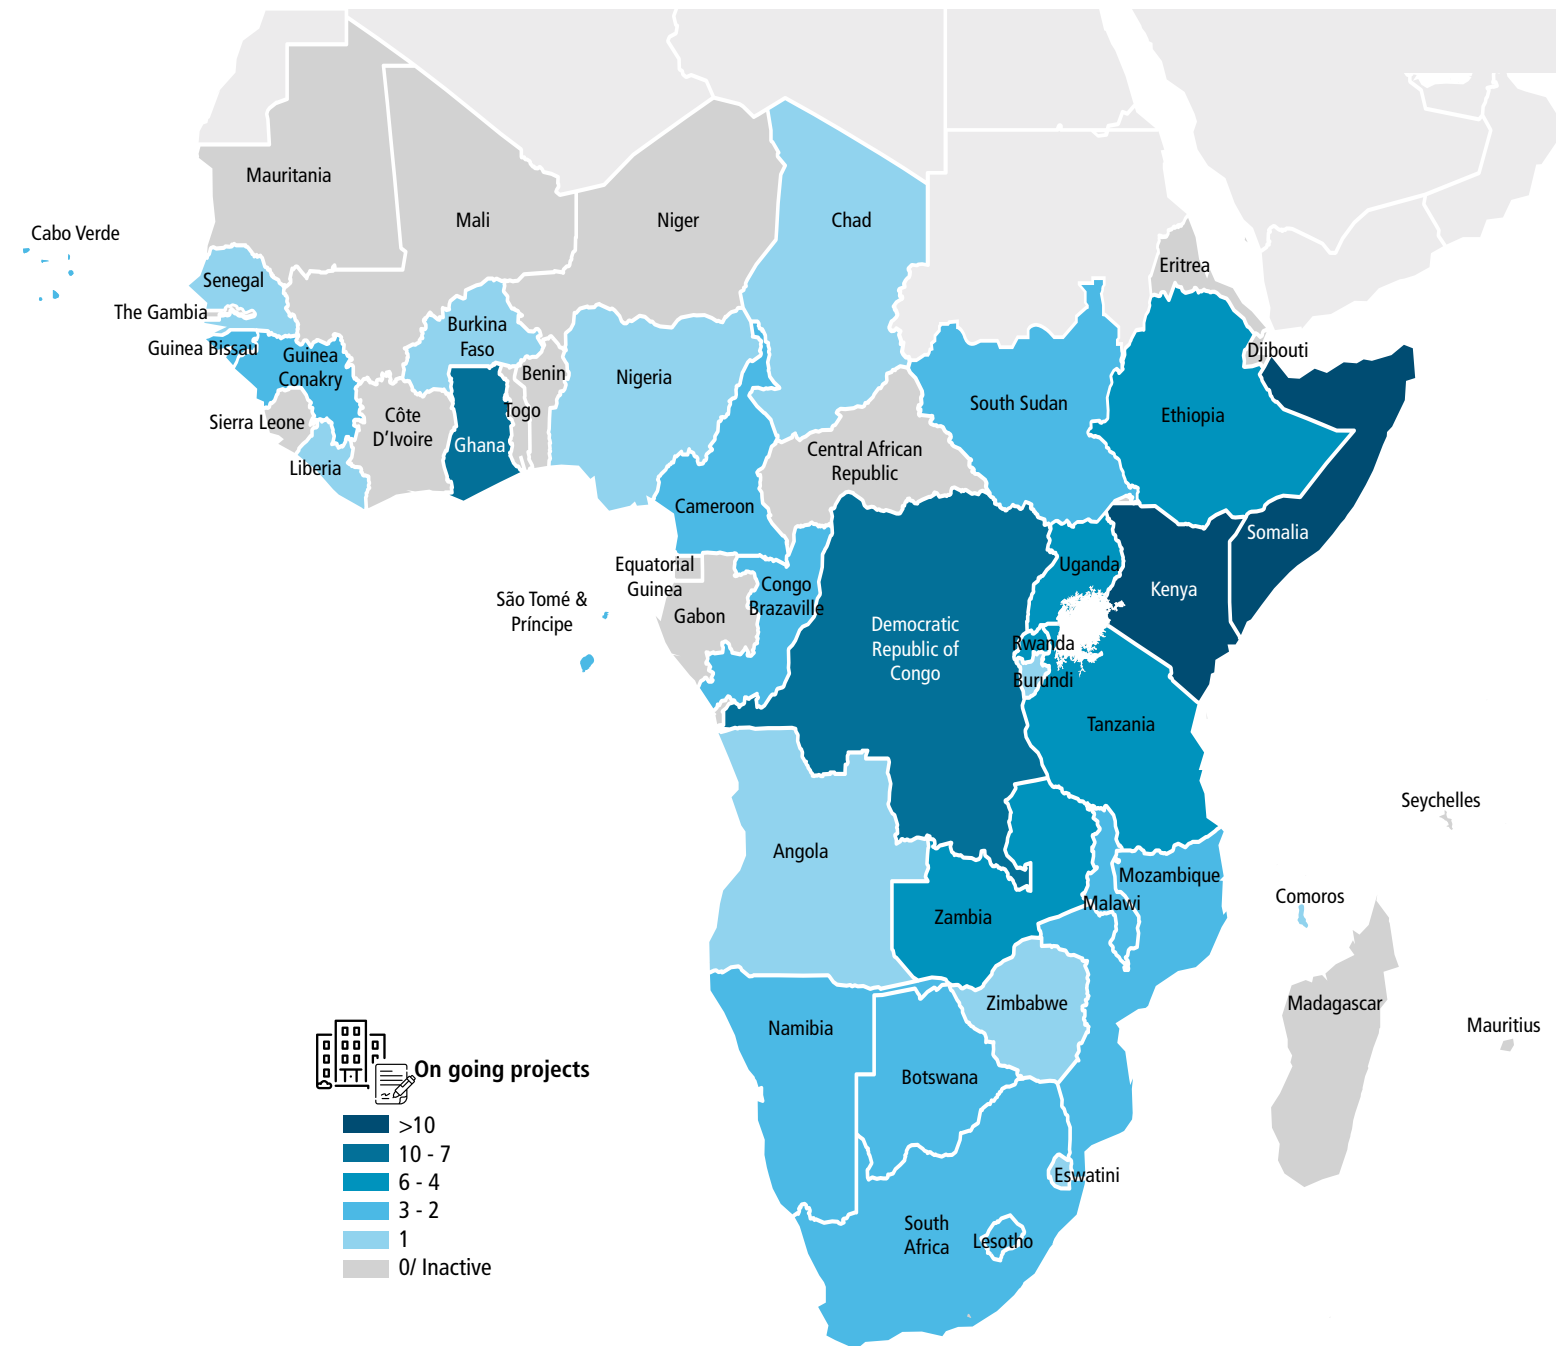 Mauritania
Mali
Niger
Chad
Cabo Verde
Eritrea
Senegal
The Gambia
Burkina
Faso
Guinea Bissau
Guinea
Conakry
Djibouti
Benin
Nigeria
South Sudan
Ethiopia
Togo
Côte
D'Ivoire
Sierra Leone
Ghana
Central African
Republic
Liberia
Cameroon
Somalia
Equatorial
Guinea
Uganda
Congo
Brazaville
Kenya
São Tomé &
Príncipe
Gabon
Democratic
Republic of
Congo
Rwanda
Burundi
Tanzania
Seychelles
Angola
Mozambique
Malawi
Comoros
Zambia
Zimbabwe
Madagascar
Namibia
Mauritius
Botswana
On going projects
>10
10 - 7
6 - 4
3 - 2
1
0/ Inactive
Eswatini
South
Africa
Lesotho